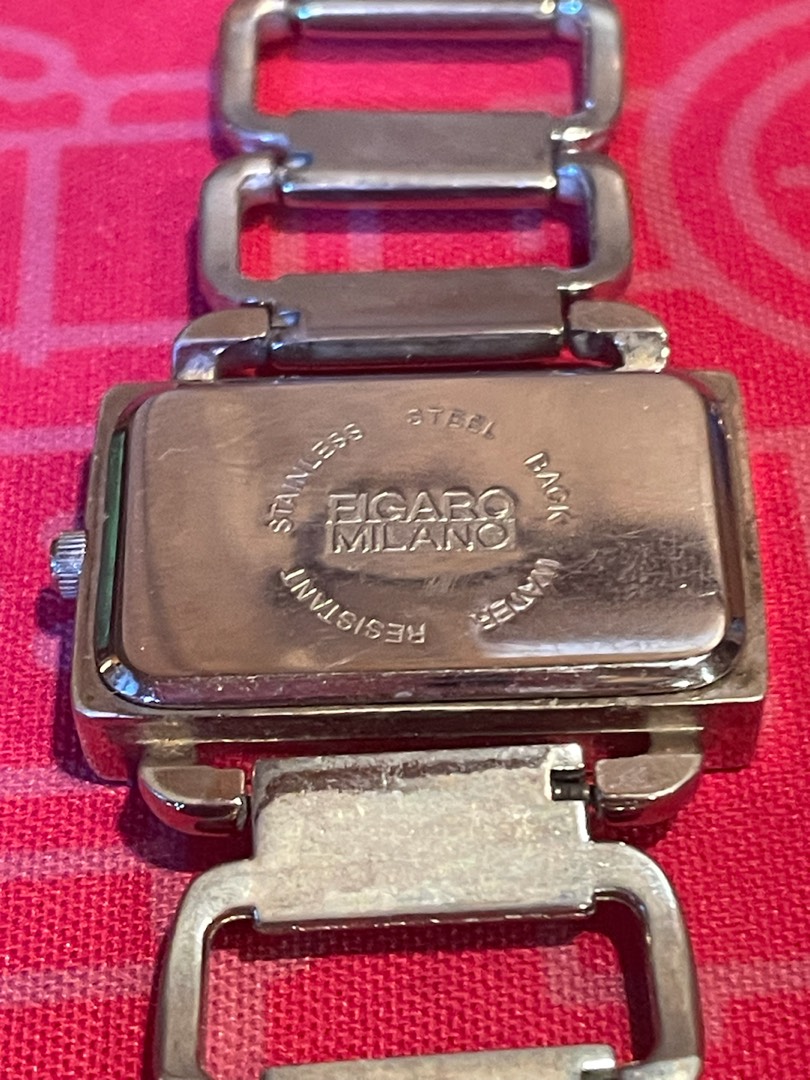 STAINLESS STEEL BACK
FIGARO
MILANO
WATER RESISTANT